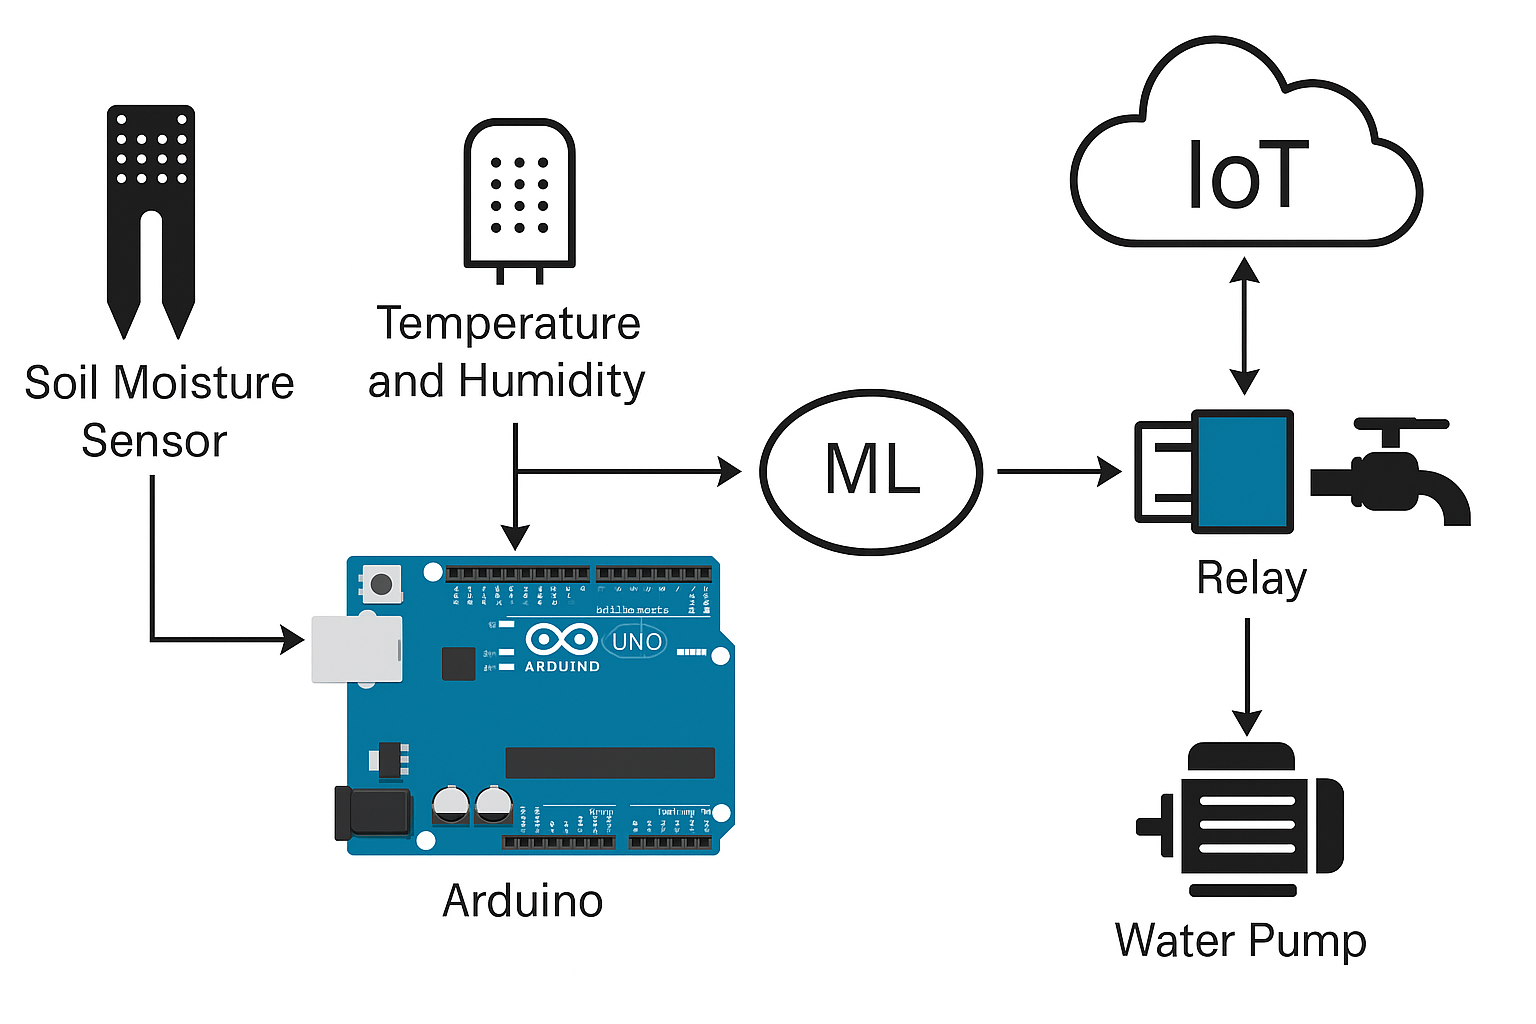 IoT
Temperature
and Humidity
Soil Moisture
Sensor
ML
Relay
UNO
ARDUIND
Arduino
Water Pump